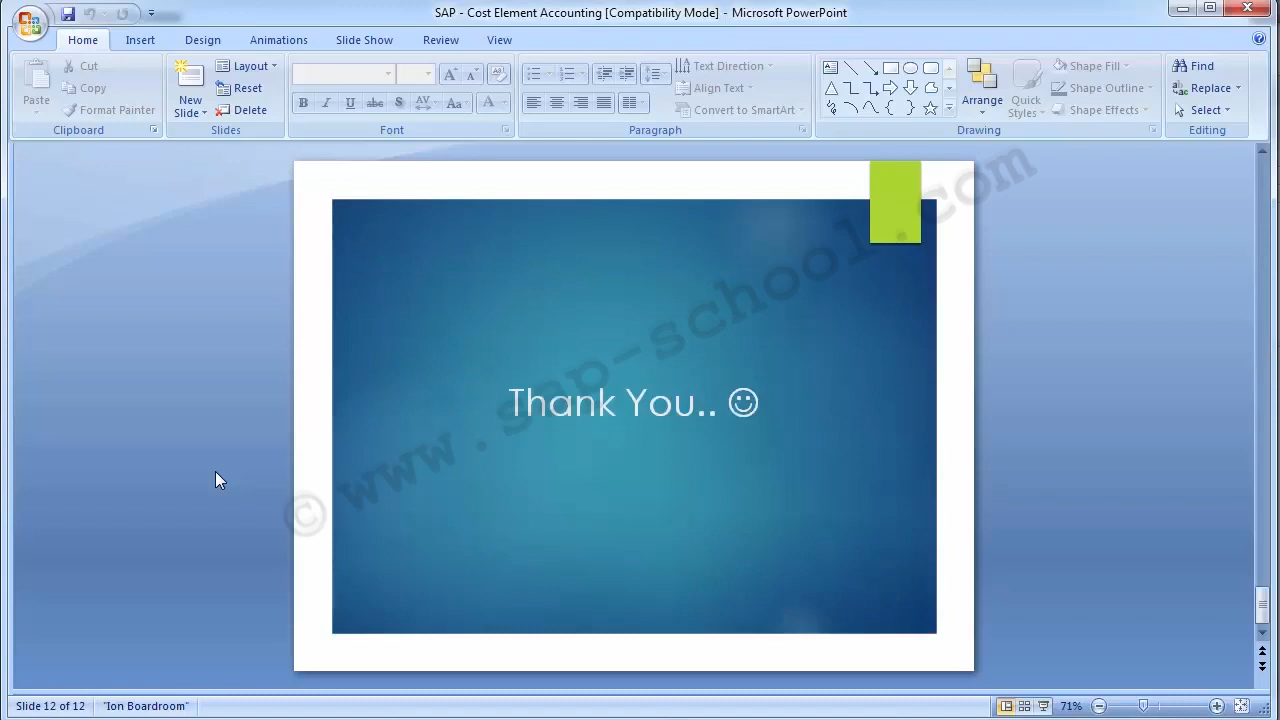 SAP - Cost Element Accounting [Compatibility Mode] - Microsoft PowerPoint
Home Insert Design Animations Slide Show Review View
Paste
Cut
Copy
Format Painter
Clipboard
New Slide
Layout
Reset
Delete
Slides
B I U abc S AV Aa A
Font
Text Direction
Align Text
Convert to SmartArt
Paragraph
Arrange
Quick Styles
Shape Fill
Shape Outline
Shape Effects
Drawing
Find
Replace
Select
Editing
© www.sap-school.com
Thank You.. ☺
Slide 12 of 12 "Ion Boardroom" 71%